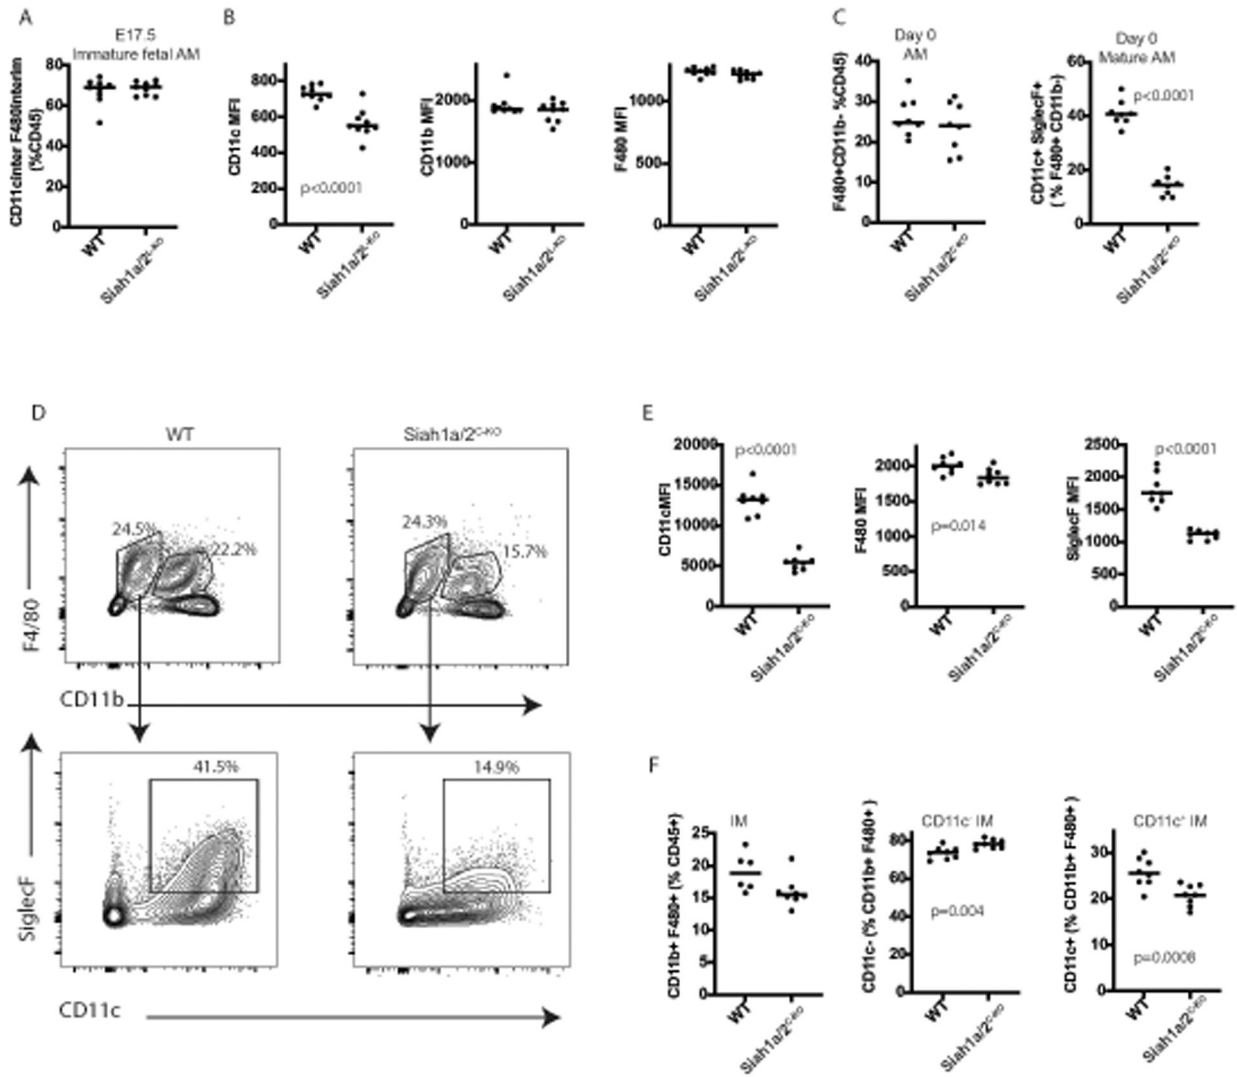 A
E17.5
Immature fetal AM
CD11cinter F480interim
(%CD45)
80
60
40
20
0
WT
Siah1a/2L-KO
B
CD11c MFI
800
600
400
200
0
p<0.0001
WT
Siah1a/2L-KO
CD11b MFI
2000
1000
0
WT
Siah1a/2L-KO
F480 MFI
1000
500
0
WT
Siah1a/2L-KO
C
Day 0
AM
F480+CD11b- %CD45)
40
30
20
10
0
WT
Siah1a/2C-KO
Day 0
Mature AM
CD11c+ SiglecF+
( % F480+ CD11b-)
60
40
20
0
p<0.0001
WT
Siah1a/2C-KO
D
WT
Siah1a/2C-KO
24.5%
22.2%
24.3%
15.7%
F4/80
CD11b
41.5%
14.9%
SiglecF
CD11c
E
CD11cMFI
20000
15000
10000
5000
0
p<0.0001
WT
Siah1a/2C-KO
F480 MFI
2000
1500
1000
500
0
p=0.014
WT
Siah1a/2C-KO
SiglecF MFI
2500
2000
1500
1000
500
0
p<0.0001
WT
Siah1a/2C-KO
F
IM
CD11b+ F480+ (% CD45+)
25
20
15
10
5
0
WT
Siah1a/2C-KO
CD11c- IM
CD11c- (% CD11b+ F480+ )
80
60
40
20
0
p=0.004
WT
Siah1a/2C-KO
CD11c+ IM
CD11c+ (% CD11b+ F480+ )
30
20
10
0
p=0.0008
WT
Siah1a/2C-KO